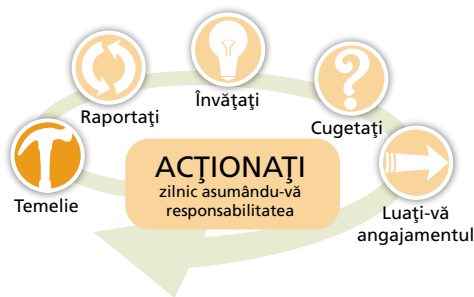 Învăţaţi
Raportaţi
Cugetaţi
Temelie
ACŢIONAŢI
zilnic asumându-vă
responsabilitatea
Luaţi-vă
angajamentul